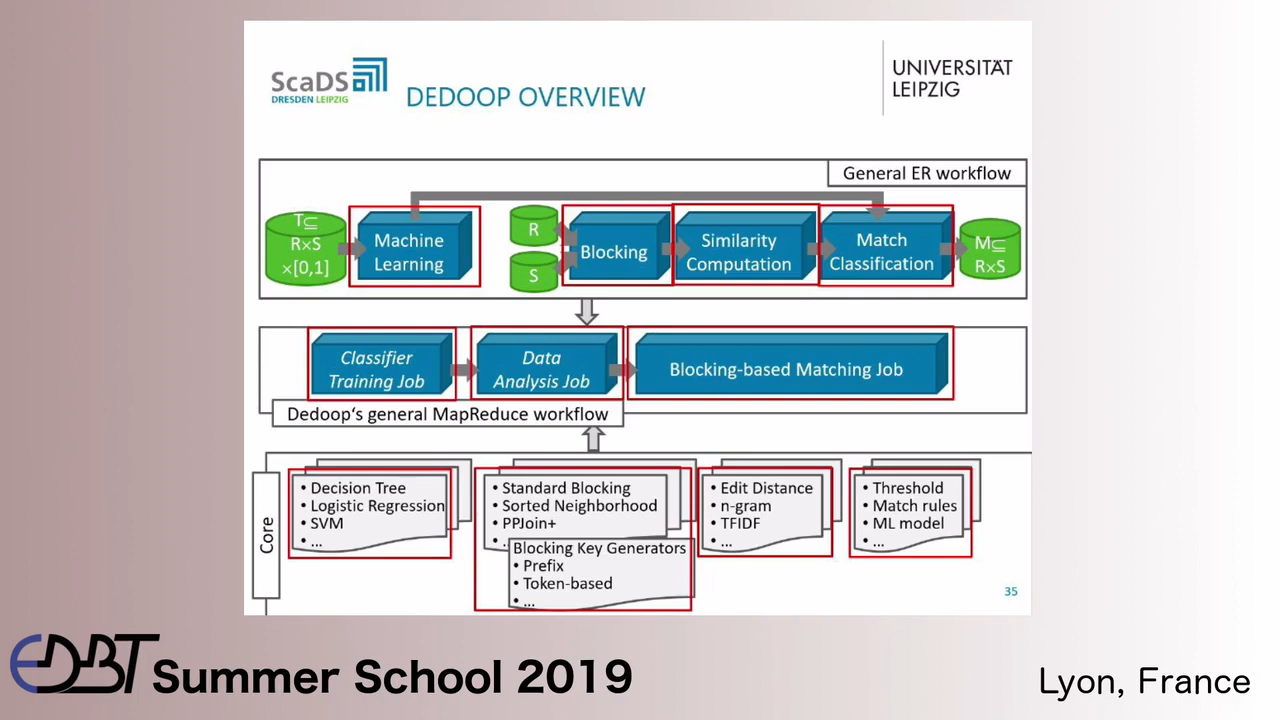 ScaDS
DRESDEN LEIPZIG
DEDOOP OVERVIEW
UNIVERSITÄT
LEIPZIG
General ER workflow
T⊆
R×S
×[0,1]
Machine
Learning
R
S
Blocking
Similarity
Computation
Match
Classification
M⊆
R×S
Classifier
Training Job
Data
Analysis Job
Blocking-based Matching Job
Dedoop‘s general MapReduce workflow
Core
• Decision Tree
• Logistic Regression
• SVM
• ...
• Standard Blocking
• Sorted Neighborhood
• PPJoin+
• .
Blocking Key Generators
• Prefix
• Token-based
• ...
• Edit Distance
• n-gram
• TFIDF
• ...
• Threshold
• Match rules
• ML model
• ...
35
EDBT Summer School 2019
Lyon, France